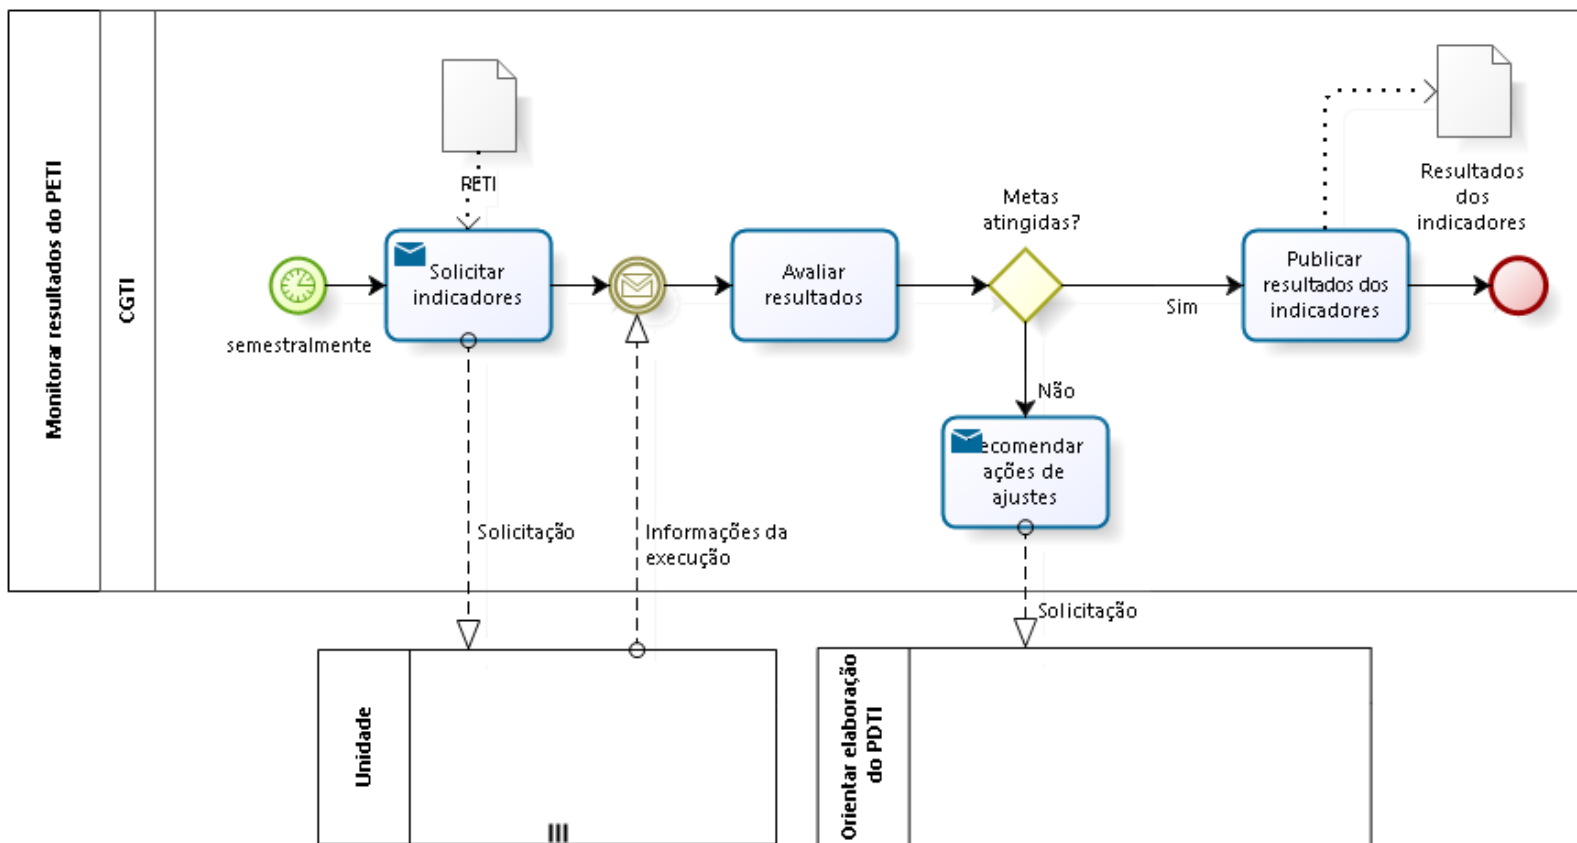 Monitorar resultados do PETI
CGTI
semestralmente
PETI
Solicitar
indicadores
Avaliar
resultados
Metas
atingidas?
Sim
Não
Publicar
resultados dos
indicadores
Resultados
dos
indicadores
ecomendar
ações de
ajustes
Solicitação
Informações da
execução
Solicitação
Unidade
Orientar elaboração
do PDTI